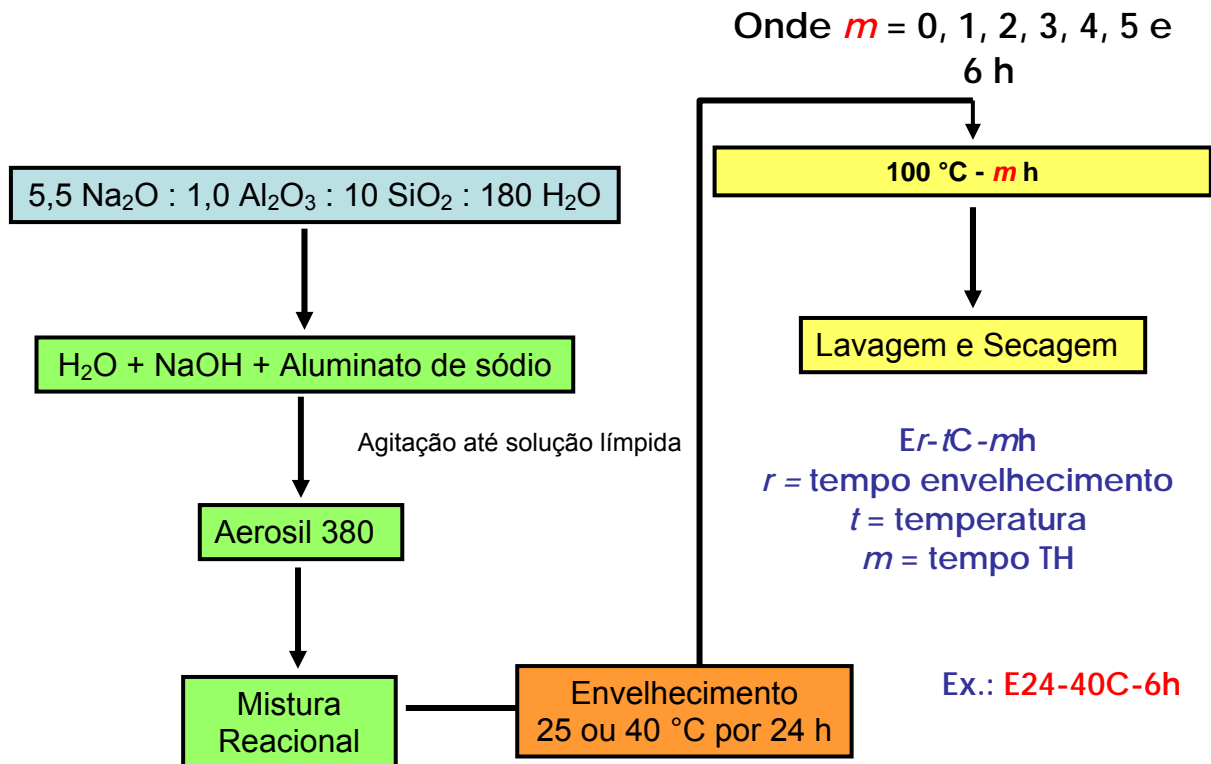 Onde m = 0, 1, 2, 3, 4, 5 e
6 h
5,5 Na₂O : 1,0 Al₂O₃ : 10 SiO₂ : 180 H₂O
H₂O + NaOH + Aluminato de sódio
Agitação até solução límpida
Aerosil 380
Mistura
Reacional
Envelhecimento
25 ou 40 °C por 24 h
100 °C - m h
Lavagem e Secagem
Er-tC-mh
r = tempo envelhecimento
t = temperatura
m = tempo TH
Ex.: E24-40C-6h